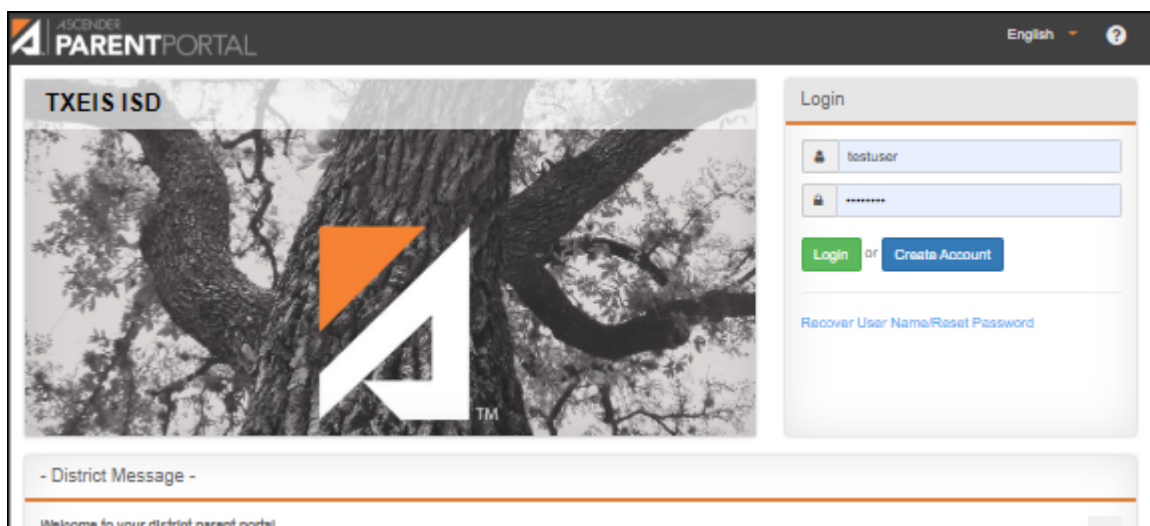 ASCENDER
PARENTPORTAL
English
TXEIS ISD
TM
Login
testuser
••••••••
Login or Create Account
Recover User Name/Reset Password
- District Message -
Welcome to your district parent portal